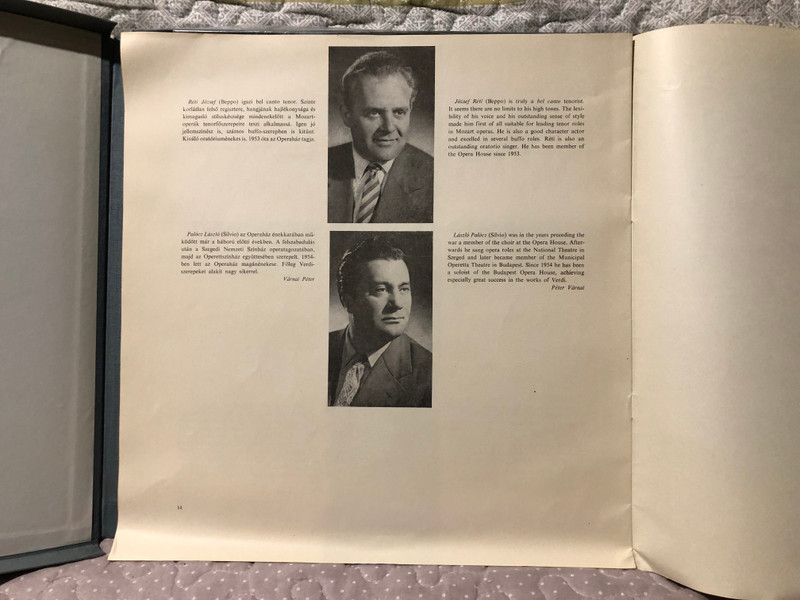 Réti József (Beppo) igazi bel canto tenor. Szinte
korlátlan felső regisztere, hangjának hajlékonysága és
kimagasló stíluskészsége mindenekelőtt a Mozart-
operák tenorfőszerepeire teszi alkalmassá. Igen jó
jellemszínész is, számos buffo-szerepben is kitűnt.
Kiváló oratóriuménekes is. 1953 óta az Operaház tagja.
József Réti (Beppo) is truly a bel canto tenorist.
It seems there are no limits to his high tones. The lexi-
bility of his voice and his outstanding sense of style
made him first of all suitable for leading tenor rôles
in Mozart operas. He is also a good character actor
and excelled in several buffo roles. Réti is also an
outstanding oratorio singer. He has been member of
the Opera House since 1953.
Palócz László (Silvio) az Operaház énekkarában mű-
ködött már a háború előtti években. A felszabadulás
után a Szegedi Nemzeti Színház operatagozatában,
majd az Operettszínház együttesében szerepelt. 1954-
ben lett az Operaház magánénekese. Főleg Verdi-
szerepeket alakít nagy sikerrel.
Várnai Péter
László Palócz (Silvio) was in the years preceding the
war a member of the choir at the Opera House. After-
wards he sang opera roles at the National Theatre in
Szeged and later become member of the Municipal
Operetta Theatre in Budapest. Since 1954 he has been
a soloist of the Budapest Opera House, achieving
especially great success in the works of Verdi.
Péter Várnai
14